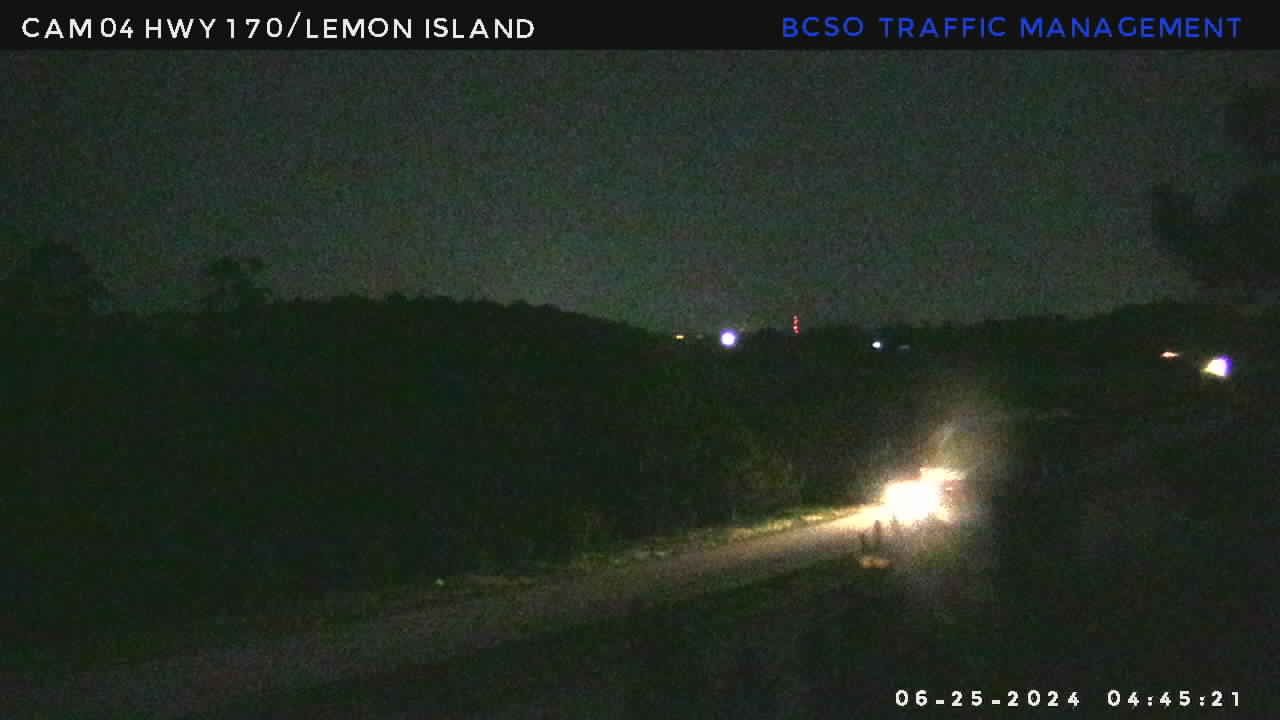 CAM04 HWY 170/LEMON ISLAND
BCSO TRAFFIC MANAGEMENT
06-25-2024 04:45:21